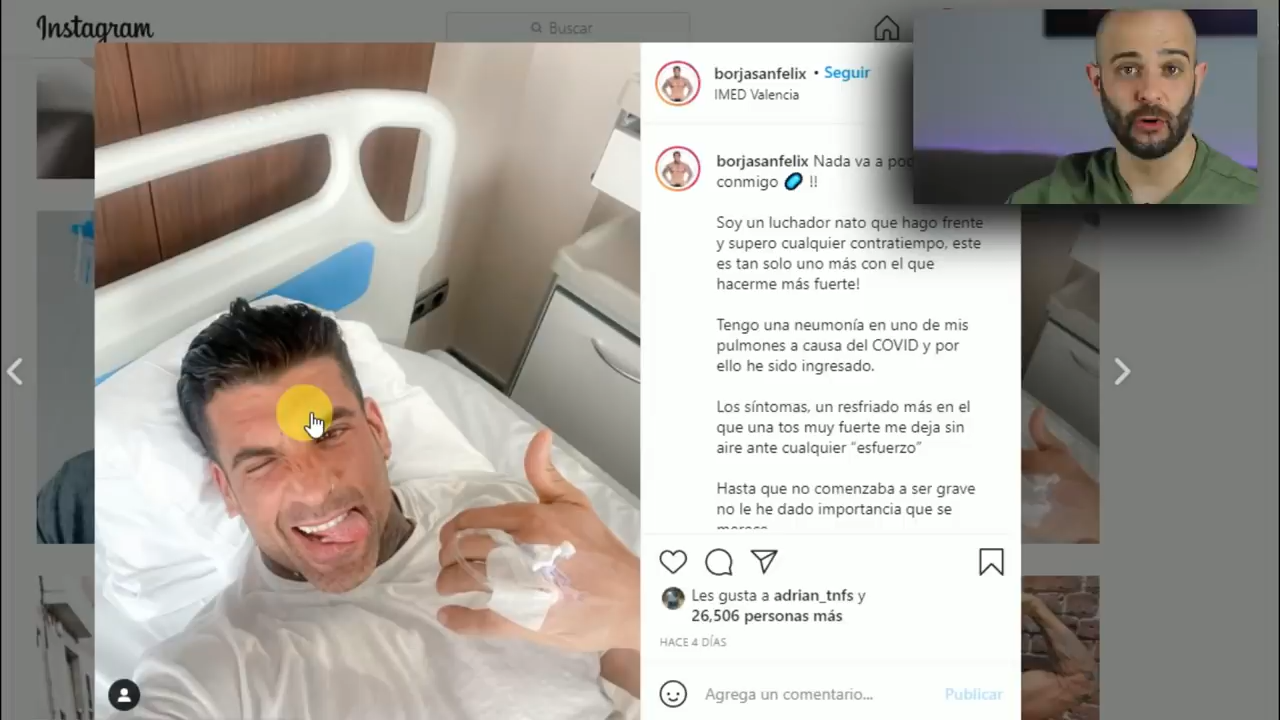 Instagram
Buscar
borjasanfelix • Seguir
IMED Valencia
borjasanfelix Nada va a
conmigo !!
Soy un luchador nato que hago frente
y supero cualquier contratiempo, este
es tan solo uno más con el que
hacerme más fuerte!
Tengo una neumonía en uno de mis
pulmones a causa del COVID y por
ello he sido ingresado.
Los síntomas, un resfriado más en el
que una tos muy fuerte me deja sin
aire ante cualquier “esfuerzo”
Hasta que no comenzaba a ser grave
no le he dado importancia que se
Les gusta a adrian_tnfs y
26,506 personas más
HACE 4 DÍAS
Agrega un comentario...
Publicar